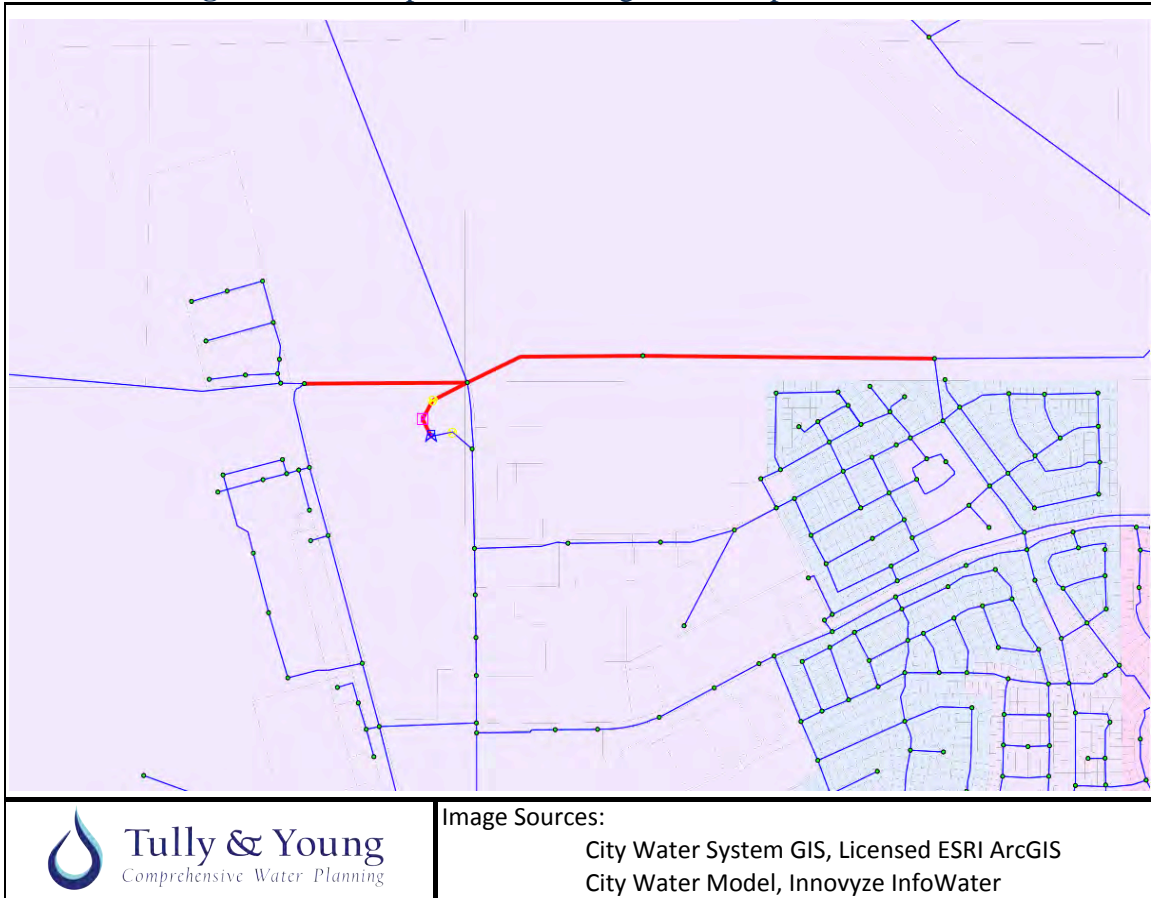 Tully & Young
Comprehensive Water Planning
Image Sources:
City Water System GIS, Licensed ESRI ArcGIS
City Water Model, Innovyze InfoWater